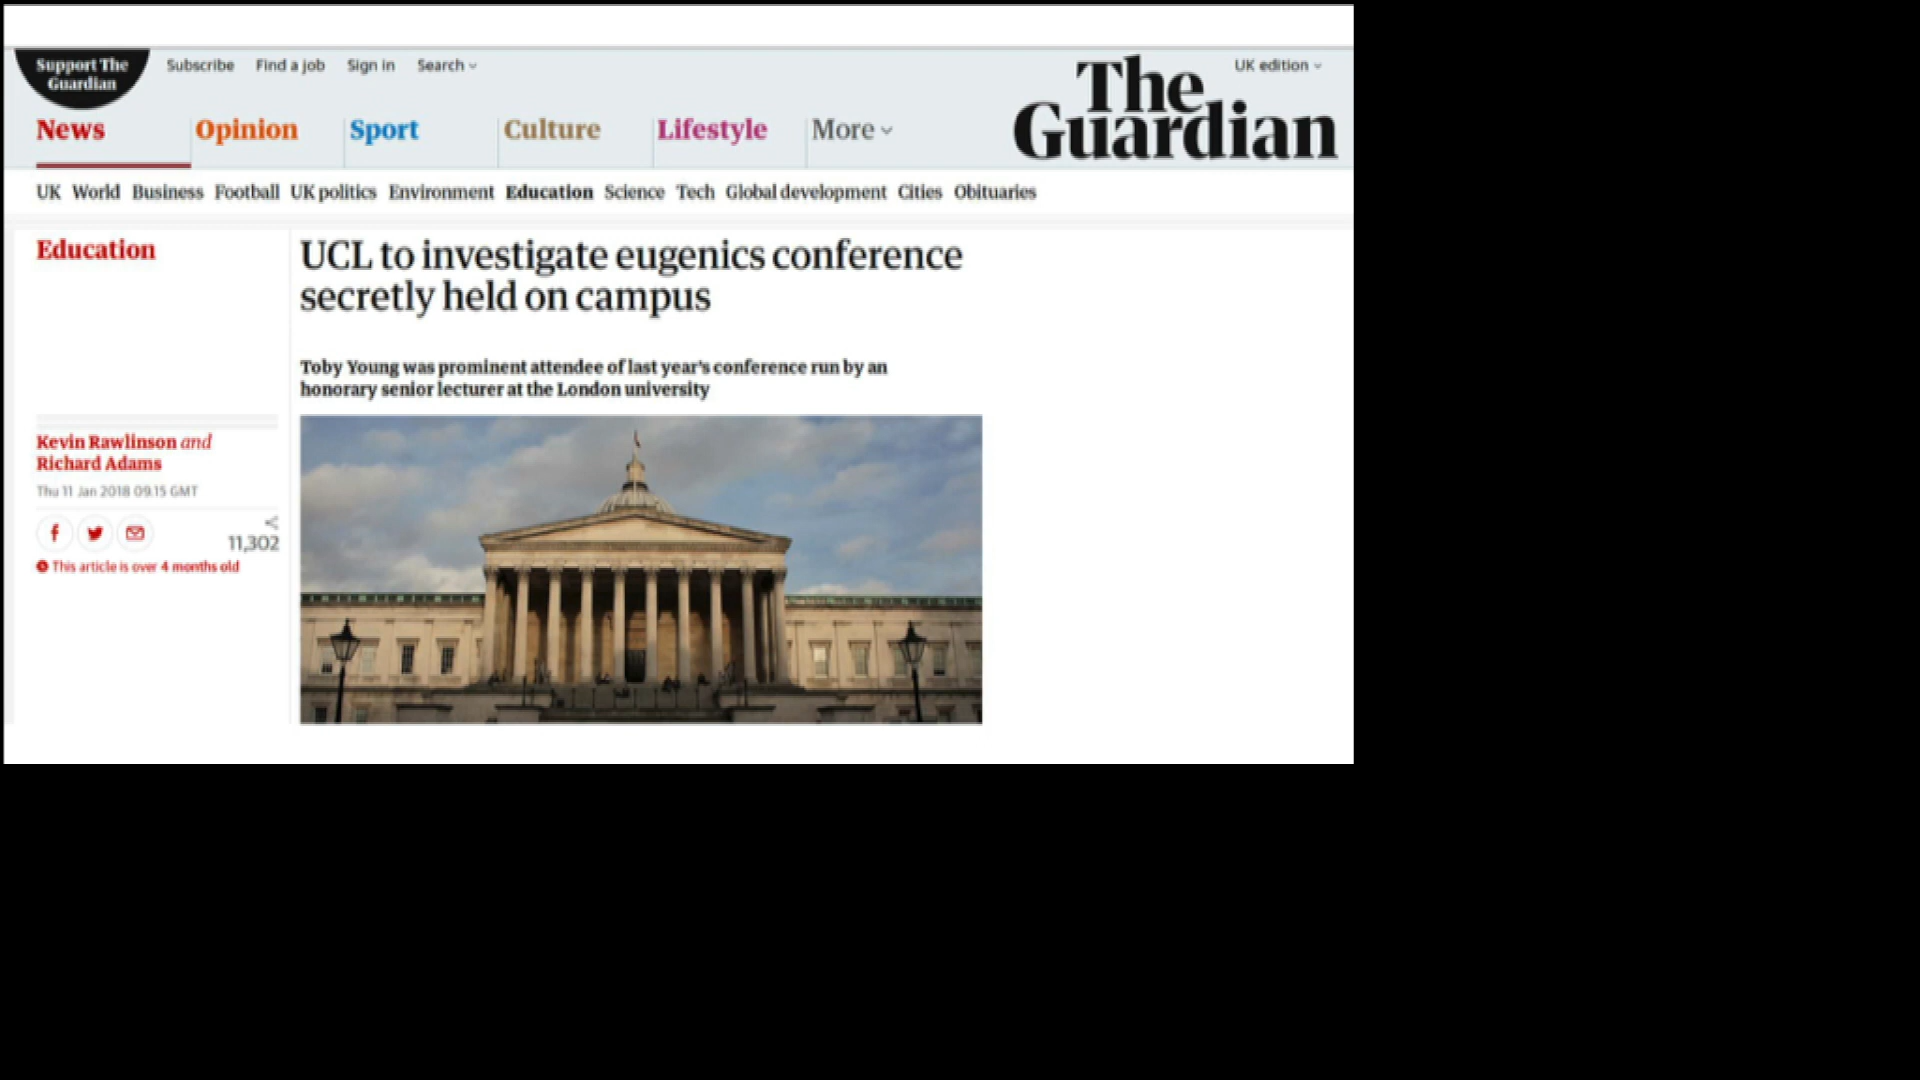 Support The
Guardian
Subscribe Find a job Sign in Search
UK edition
The
Guardian
News Opinion Sport Culture Lifestyle More
UK World Business Football UK politics Environment Education Science Tech Global development Cities Obituaries
Education
UCL to investigate eugenics conference
secretly held on campus
Toby Young was prominent attendee of last year's conference run by an
honorary senior lecturer at the London university
Kevin Rawlinson and
Richard Adams
Thu 11 Jan 2018 09.15 GMT
11,302
This article is over 4 months old